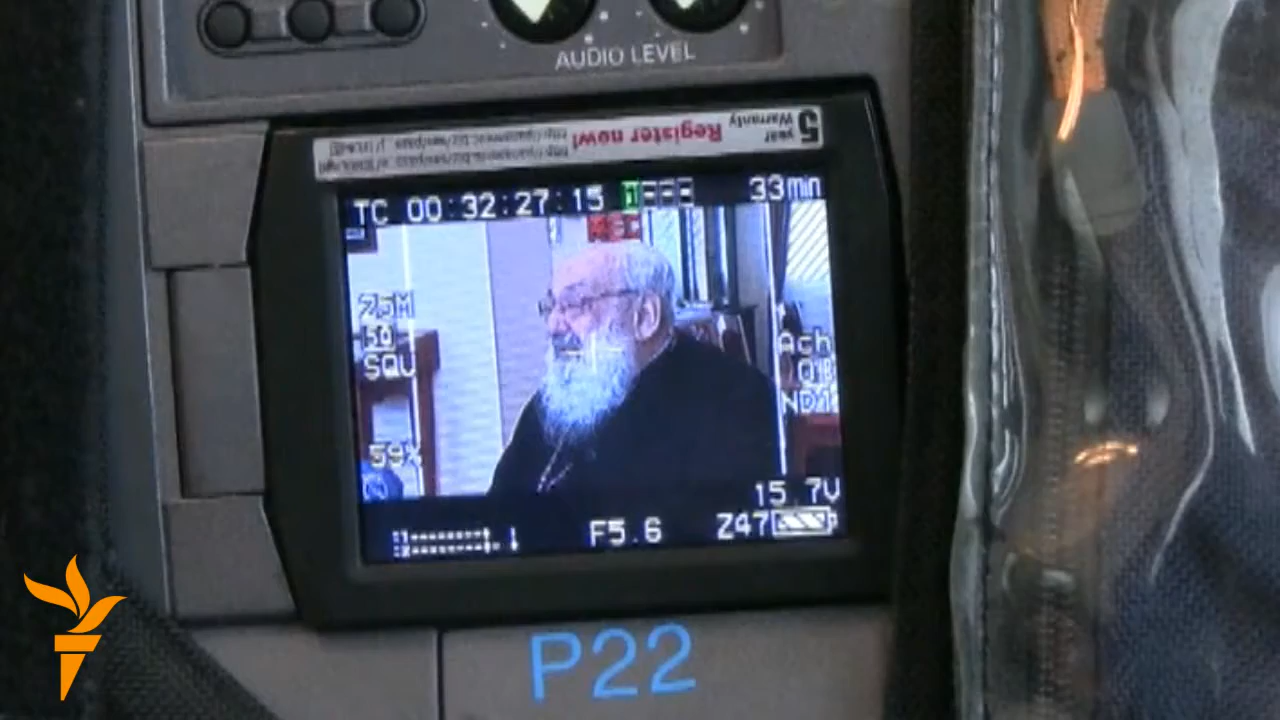 AUDIO LEVEL
5 year Warranty Register now!
TC 00:32:27:15 33min
75M
50
SQU
Ach
59%
15.7V
F5.6 Z47
P22